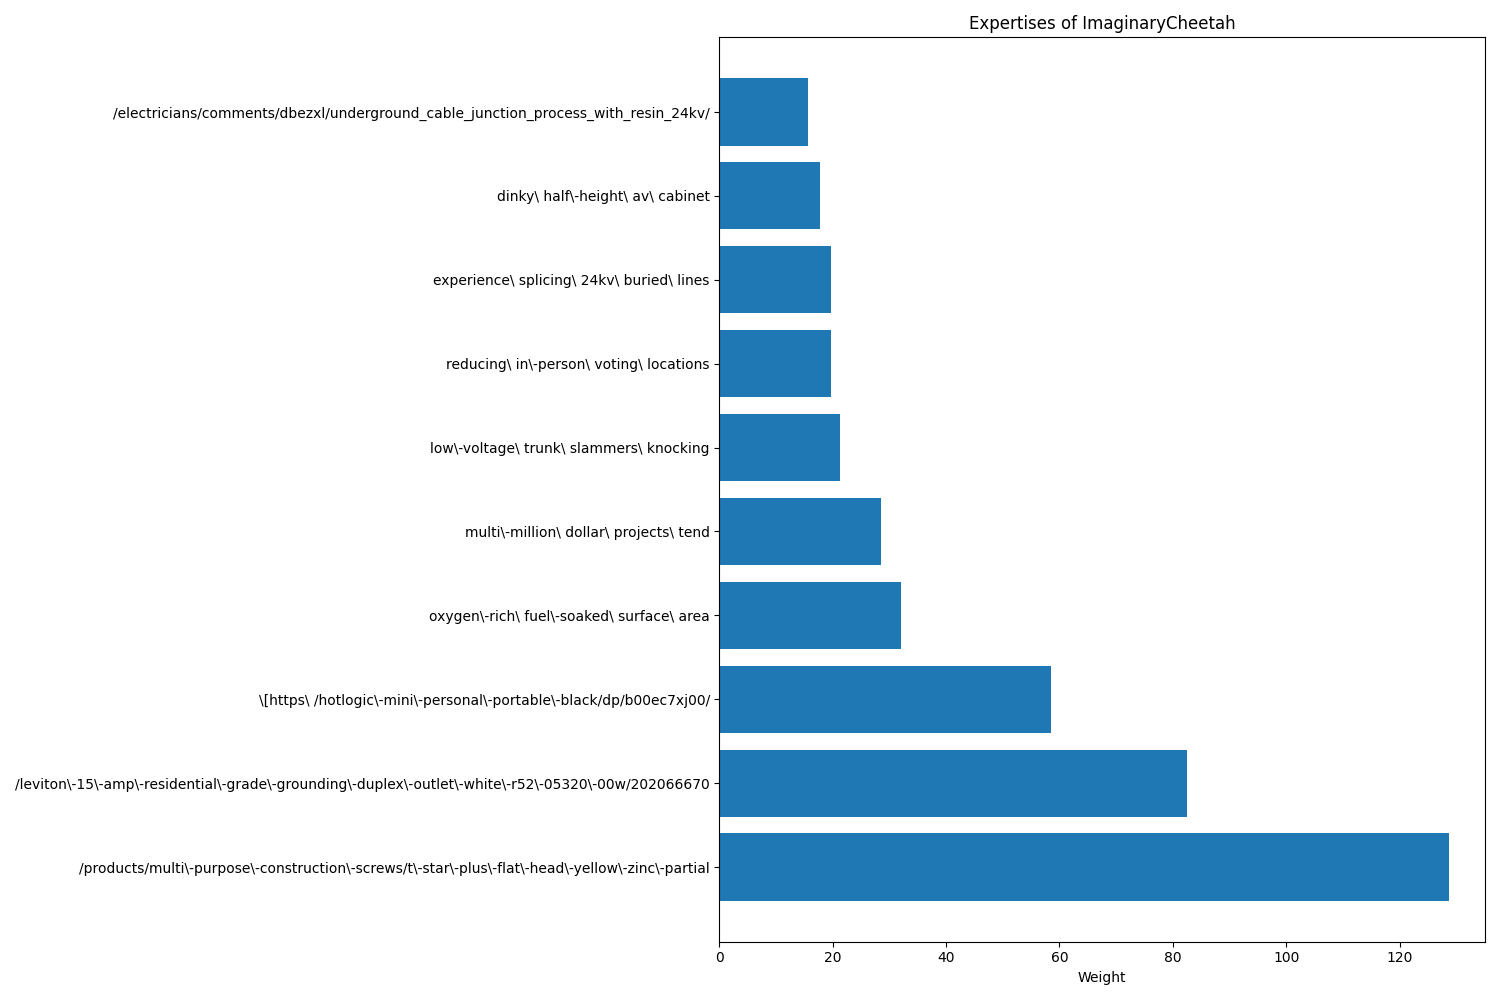 Expertises of ImaginaryCheetah
/electricians/comments/dbezxl/underground_cable_junction_process_with_resin_24kv/
dinky\ half\-height\ av\ cabinet
experience\ splicing\ 24kv\ buried\ lines
reducing\ in\-person\ voting\ locations
low\-voltage\ trunk\ slammers\ knocking
multi\-million\ dollar\ projects\ tend
oxygen\-rich\ fuel\-soaked\ surface\ area
\[https\ /hotlogic\-mini\-personal\-portable\-black/dp/b00ec7xj00/
/leviton\-15\-amp\-residential\-grade\-grounding\-duplex\-outlet\-white\-r52\-05320\-00w/202066670
/products/multi\-purpose\-construction\-screws/t\-star\-plus\-flat\-head\-yellow\-zinc\-partial
0 20 40 60 80 100 120
Weight